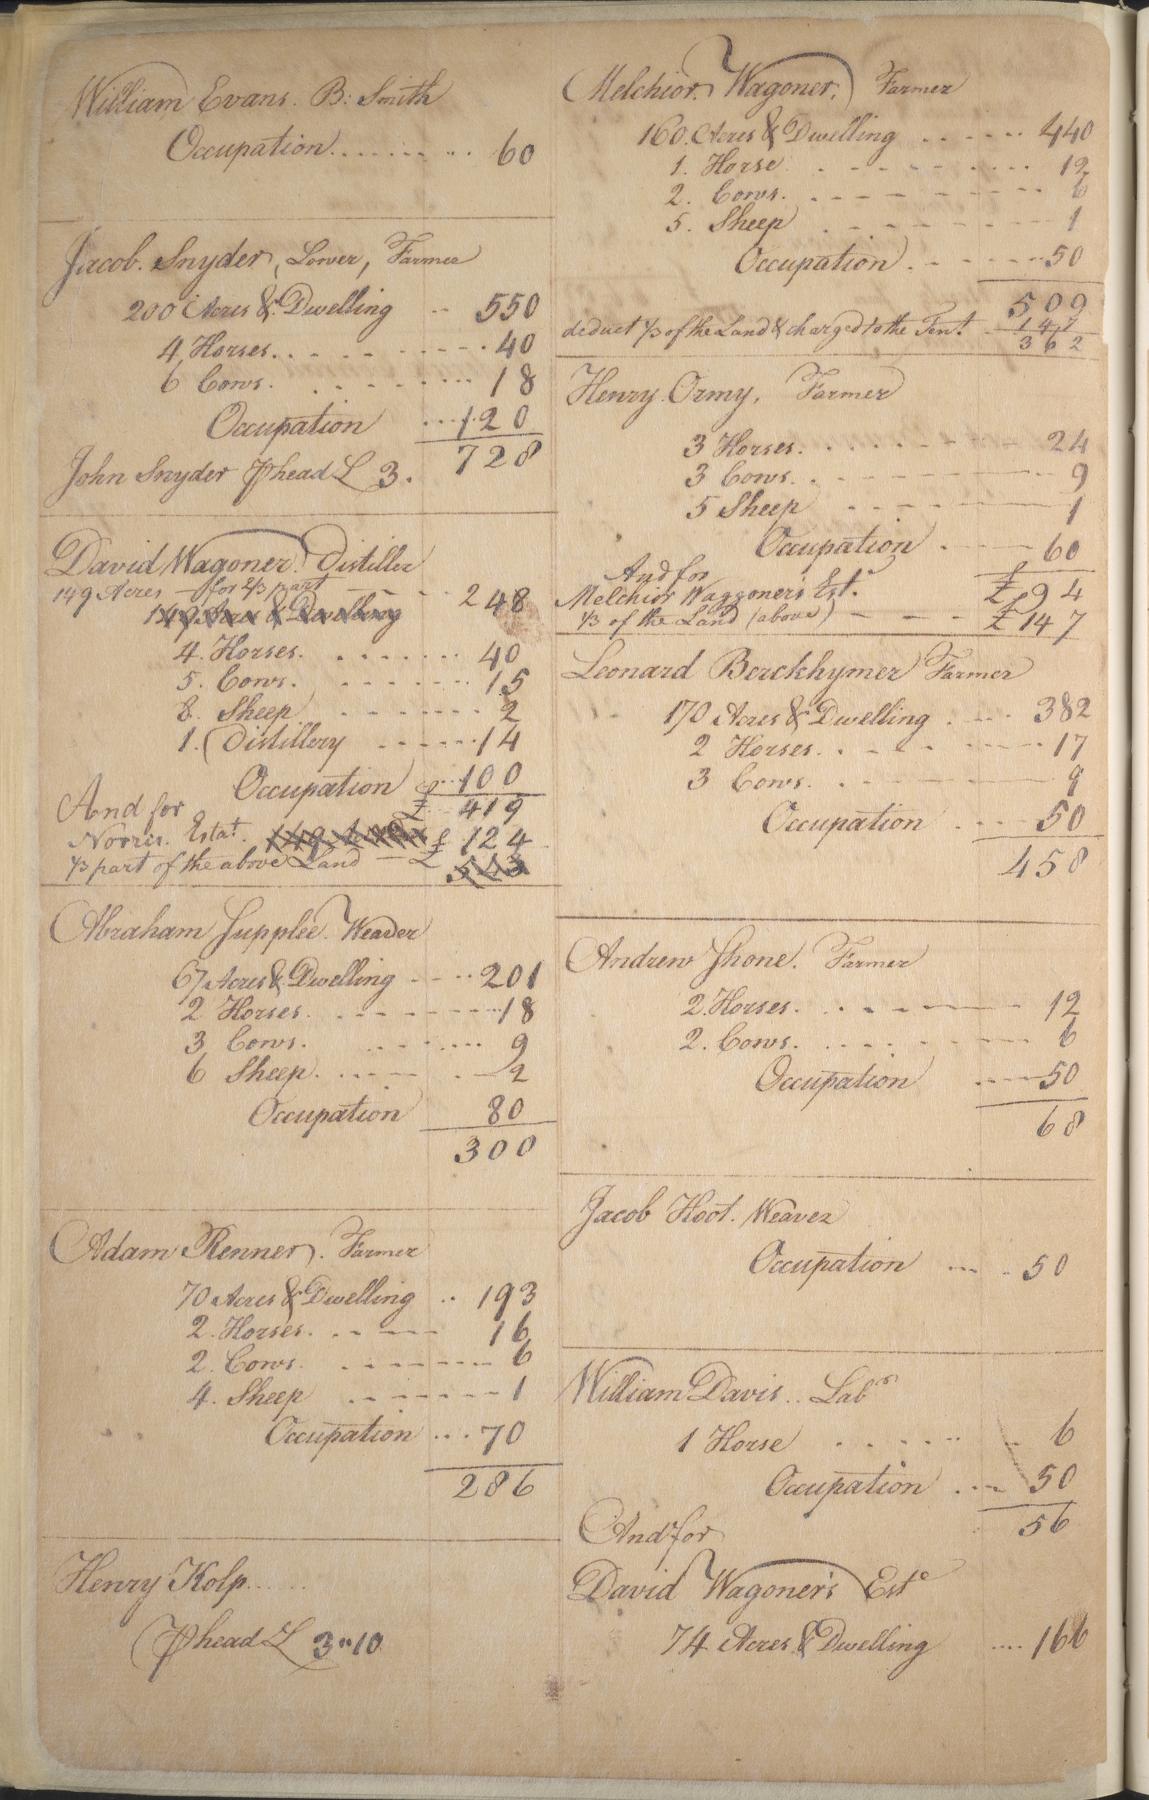 William Evans. B: Smith
Occupation.......... 60
Jacob. Snyder, Lower, Farmer
200 Acres & Dwelling .. 550
4 Horses. . . - - - - - - . 40
6 Cows. . - - - - ... 18
Occupation ..... 120
728
John Snyder ⅌ head £ 3.
David Wagoner. Distiller
149 Acres — for 2/3 part - - - 248
149 Acres & Dwelling
4. Horses. . - - - .... 40
5. Cows. - - - - ... 15
8. Sheep - - - - ... 2
1. Distillery - - - .... 14
Occupation ... 100
£ 419
And for
Norris. Estat. 149 Acres £ 124
1/3 part of the above Land — £ 543
Abraham Supplee. Weaver
67 Acres & Dwelling - - .. 201
2 Horses. . - - - - - - .. 18
3 Cows. - - - - ... 9
6 Sheep. .... — . — 2
Occupation 80
300
Adam Renner. Farmer
70 Acres & Dwelling .. 193
2. Horses. - - — 16
2. Cows. . - - - - — 6
4. Sheep - - - - - — 1
Occupation ... 70
286
Henry Kolp......
⅌ head £ 3"10
Melchior. Wagoner. Farmer
160. Acres & Dwelling ..... 440
1. Horse . . - - - - . . . 12
2. Cows. . - - - - - - 6
5. Sheep . - - - - — 1
Occupation . - - - - .. 50
509
deduct 1/3 of the Land & charged to the Tent. - 147
362
Henry Ormy, Farmer
3 Horses. . . . - - - — 24
3 Cows. . - - - — 9
5 Sheep - - - - — 1
Occupation . — 60
£ 94
And for
Melchior Waggoner's Este.
1/3 of the Land (above) — - — £ 147
Leonard Berckhymer Farmer
170 Acres & Dwelling . ... 382
2 Horses. . - - — .. 17
3 Cows. . - — 9
Occupation .... 50
458
Andrew Shone. Farmer
2. Horses. . . - - — - 12
2. Cows. . . . . - - - - 6
Occupation .... — 50
68
Jacob Hoot. Weaver
Occupation ... . 50
William Davis.. Labr
1 Horse . . . . . .. 6
Occupation ... 50
56
And for
David Wagoner's Este
74 Acres & Dwelling .... 166